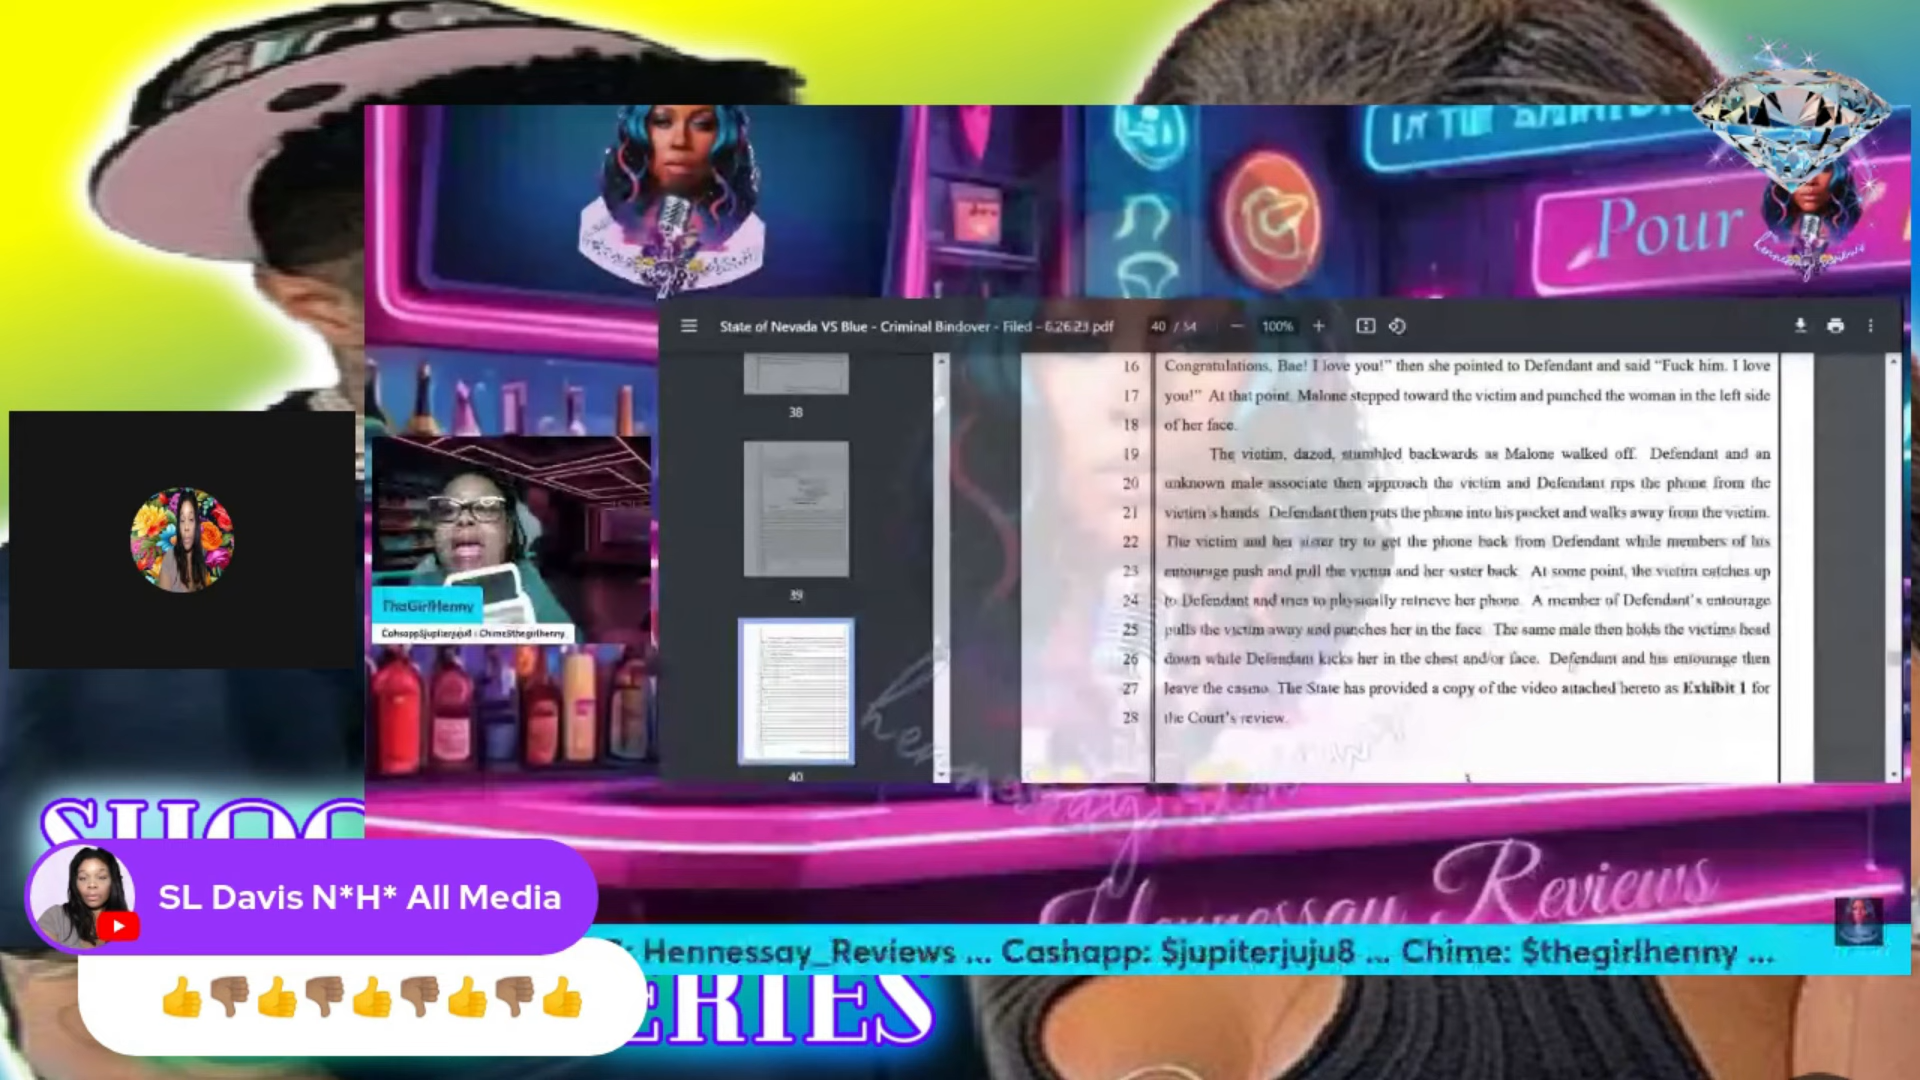 Pour
State of Nevada VS Blue - Criminal Bindover - Filed - 6.26.23.pdf
40 / 54
100%
38
39
40
16 Congratulations, Bae! I love you!" then she pointed to Defendant and said "Fuck him. I love
17 you!" At that point, Malone stepped toward the victim and punched the woman in the left side
18 of her face.
19 The victim, dazed, stumbled backwards as Malone walked off. Defendant and an
20 unknown male associate then approach the victim and Defendant rips the phone from the
21 victim's hands. Defendant then puts the phone into his pocket and walks away from the victim.
22 The victim and her sister try to get the phone back from Defendant while members of his
23 entourage push and pull the victim and her sister back. At some point, the victim catches up
24 to Defendant and tries to physically retrieve her phone. A member of Defendant's entourage
25 pulls the victim away and punches her in the face. The same male then holds the victims head
26 down while Defendant kicks her in the chest and/or face. Defendant and his entourage then
27 leave the casino. The State has provided a copy of the video attached hereto as Exhibit 1 for
28 the Court's review.
ThaGirlHenny
Cashapp$jupiterjuju8 : Chime$thegirlhenny
Hennessay Reviews
SL Davis N*H* All Media
Hennessay_Reviews ... Cashapp: $jupiterjuju8 ... Chime: $thegirlhenny ...
👍👎🏾👍👎🏾👍👎🏾👍👎🏾👍
ERIES